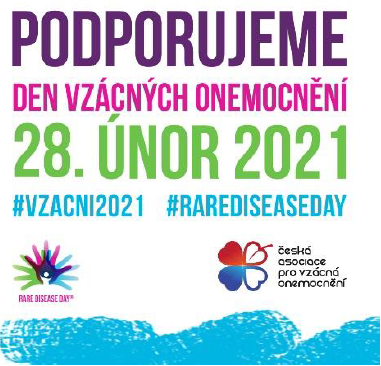 PODPORUJEME
DEN VZÁCNÝCH ONEMOCNĚNÍ
28. ÚNOR 2021
#VZACNI2021 #RAREDISEASEDAY
RARE DISEASE DAY®
česká
asociace
pro vzácná
onemocnění